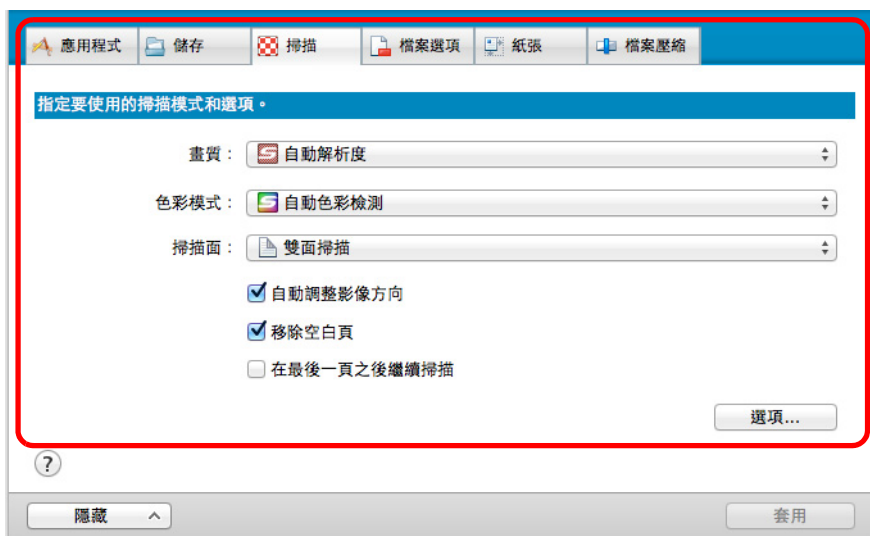 應用程式 儲存 掃描 檔案選項 紙張 檔案壓縮
指定要使用的掃描模式和選項。
畫質： 自動解析度
色彩模式： 自動色彩檢測
掃描面： 雙面掃描
自動調整影像方向
移除空白頁
在最後一頁之後繼續掃描
選項...
?
隱藏 套用